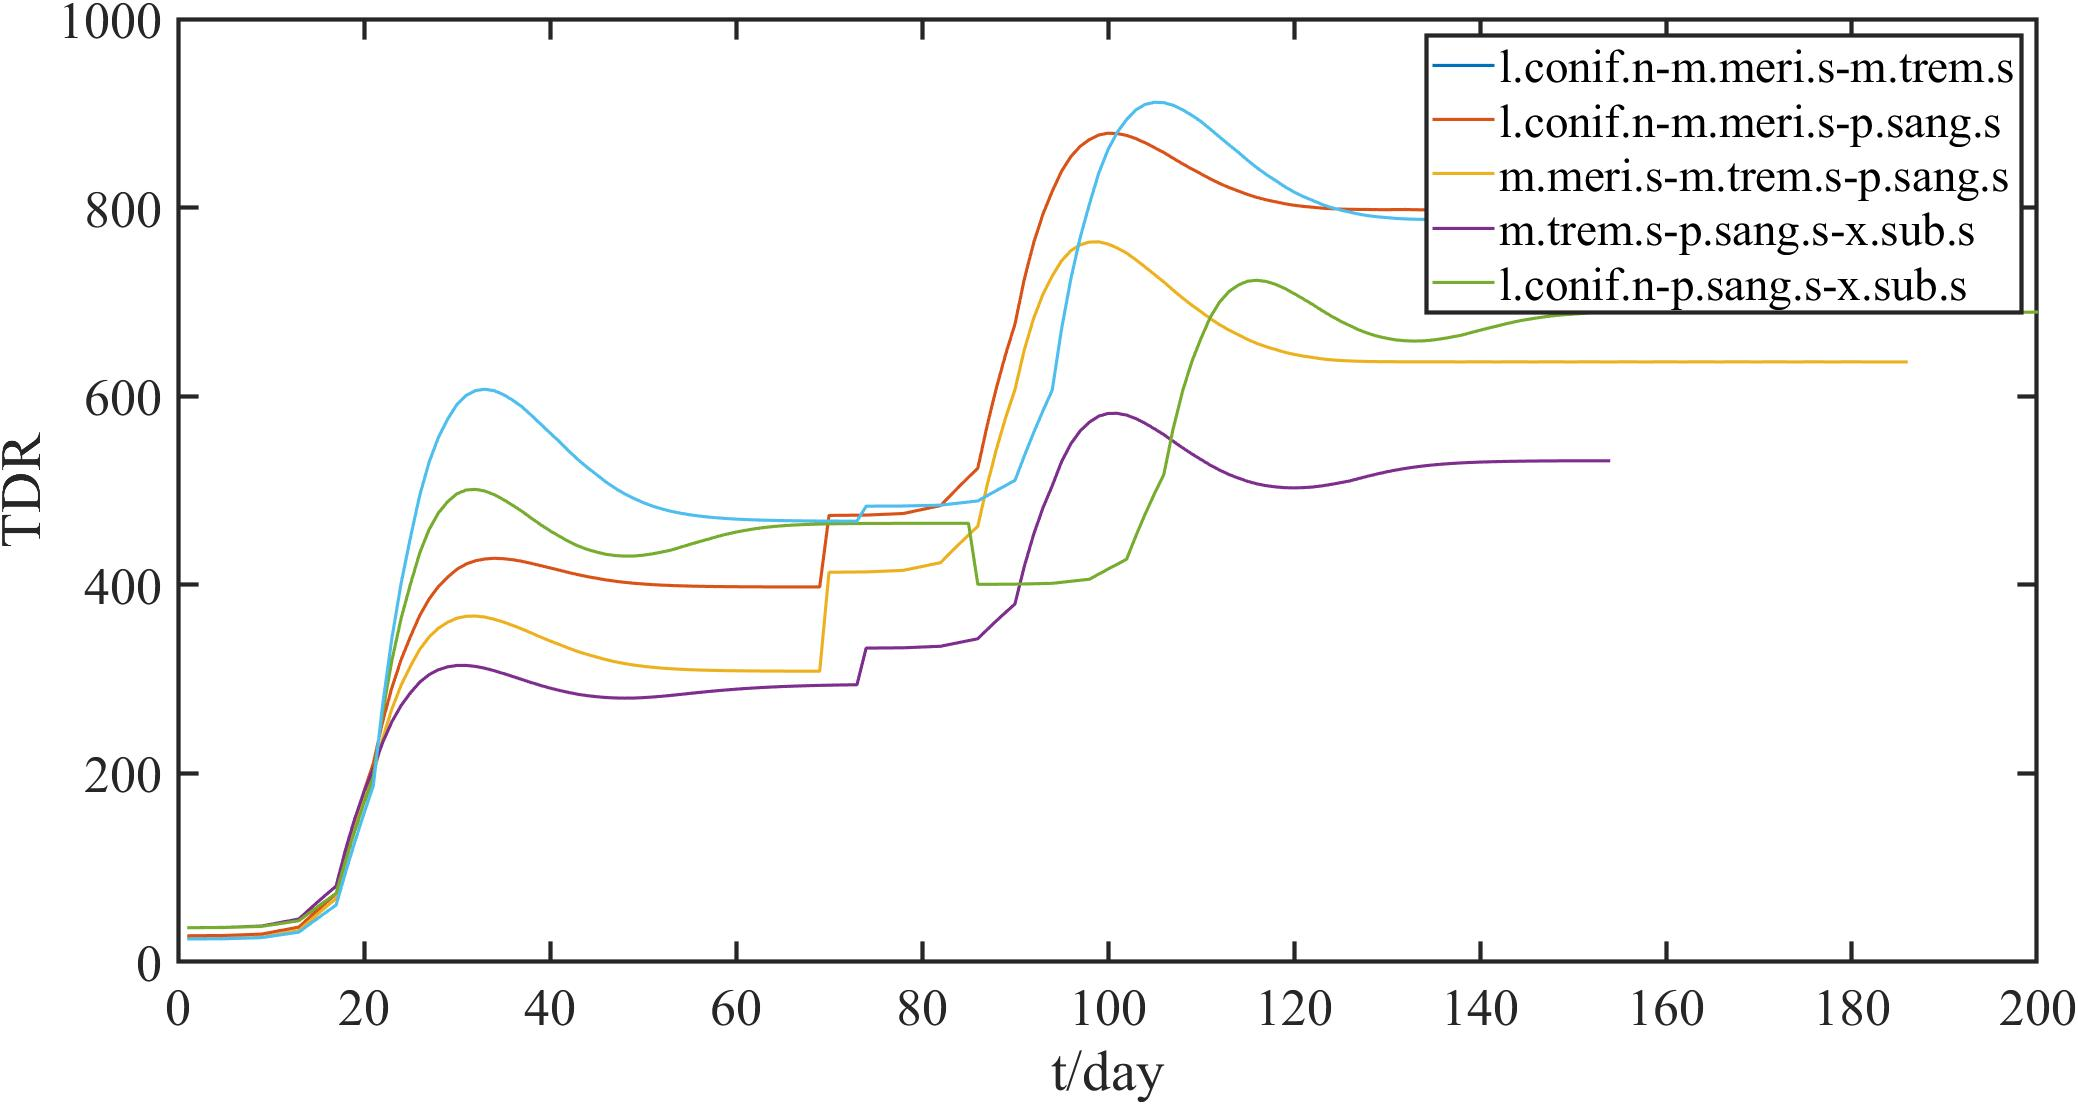 1000
800
600
400
200
0
TDR
l.conif.n-m.meri.s-m.trem.s
l.conif.n-m.meri.s-p.sang.s
m.meri.s-m.trem.s-p.sang.s
m.trem.s-p.sang.s-x.sub.s
l.conif.n-p.sang.s-x.sub.s
0 20 40 60 80 100 120 140 160 180 200
t/day